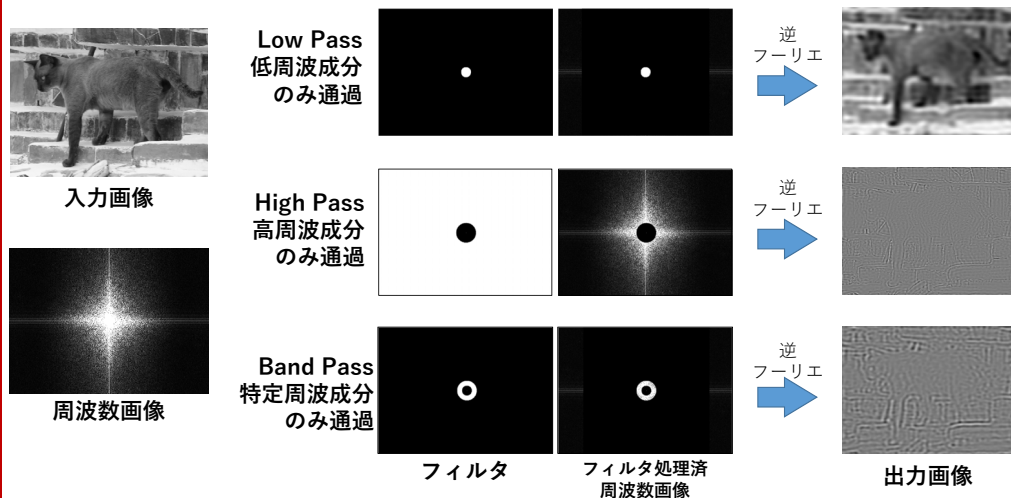 Low Pass
低周波成分
のみ通過
逆
フーリエ
入力画像
High Pass
高周波成分
のみ通過
逆
フーリエ
周波数画像
Band Pass
特定周波成分
のみ通過
逆
フーリエ
フィルタ
フィルタ処理済
周波数画像
出力画像